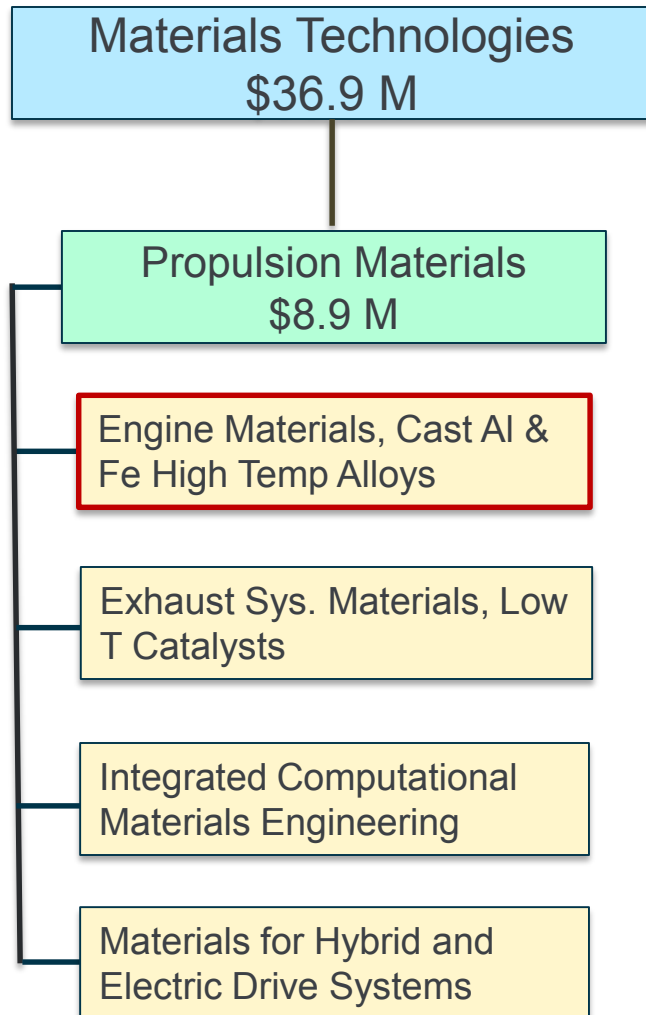 Materials Technologies
$36.9 M
Propulsion Materials
$8.9 M
Engine Materials, Cast Al &
Fe High Temp Alloys
Exhaust Sys. Materials, Low
T Catalysts
Integrated Computational
Materials Engineering
Materials for Hybrid and
Electric Drive Systems